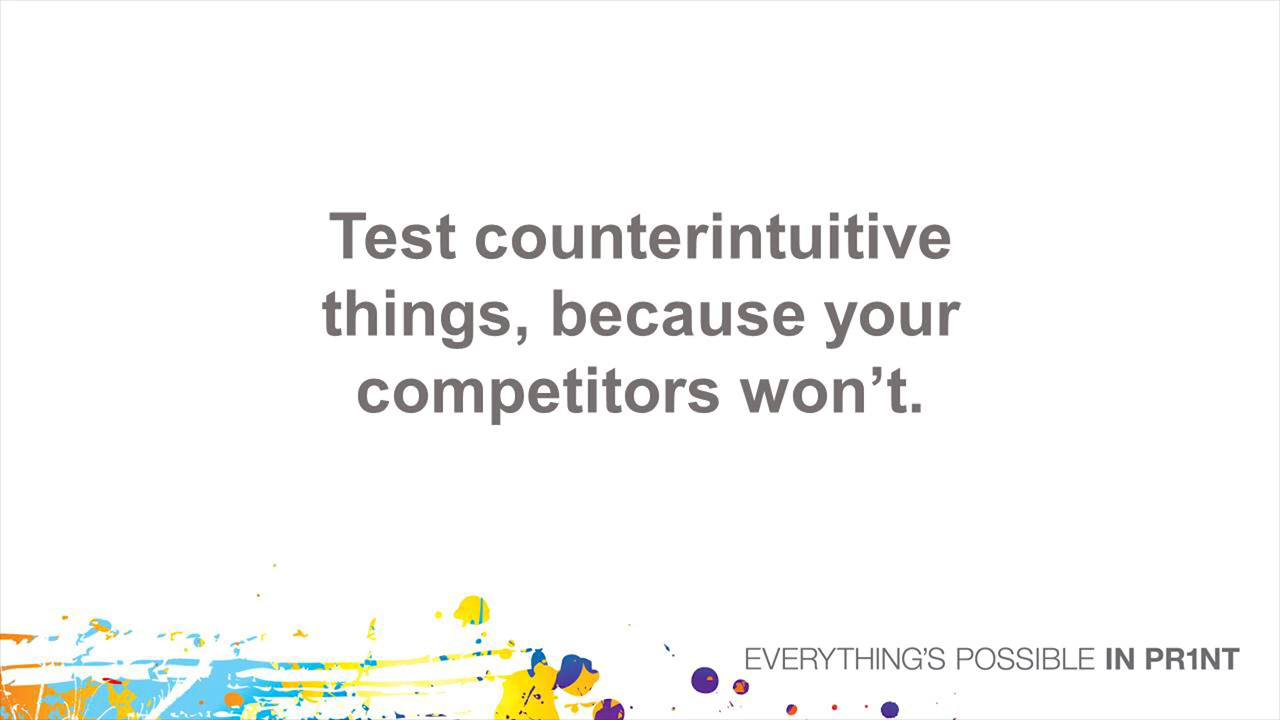 Test counterintuitive
things, because your
competitors won’t.
EVERYTHING’S POSSIBLE IN PR1NT